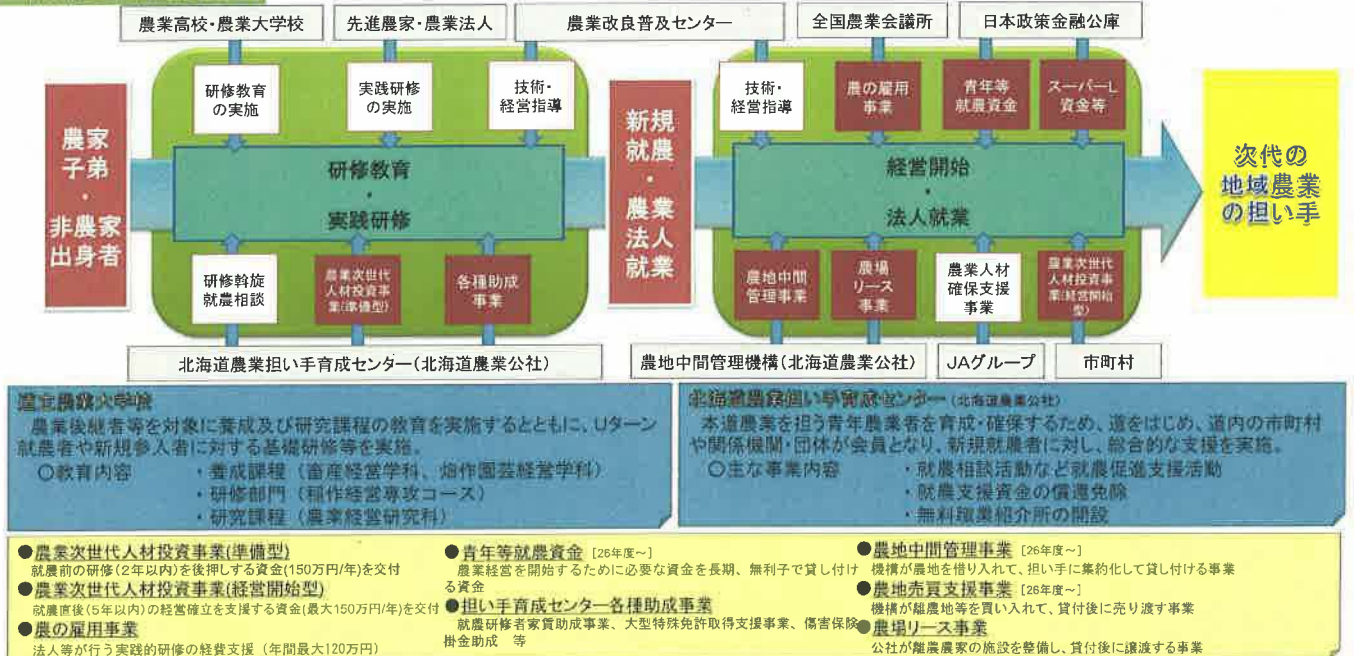 農業高校・農業大学校
先進農家・農業法人
農業改良普及センター
全国農業会議所
日本政策金融公庫
研修教育
の実施
実践研修
の実施
技術・
経営指導
技術・
経営指導
農の雇用
事業
青年等
就農資金
スーパーL
資金等
農家
子弟
・
非農家
出身者
研修教育
・
実践研修
新規
就農
・
農業
法人
就業
経営開始
・
法人就業
次代の
地域農業
の担い手
研修斡旋
就農相談
農業次世代
人材投資事
業(準備型)
各種助成
事業
農地中間
管理事業
農場
リース
事業
農業人材
確保支援
事業
農業次世代
人材投資事
業(経営開始
型)
北海道農業担い手育成センター(北海道農業公社)
農地中間管理機構(北海道農業公社)
JAグループ
市町村
道立農業大学校
農業後継者等を対象に養成及び研究課程の教育を実施するとともに、Uターン
就農者や新規参入者に対する基礎研修等を実施。
○教育内容 ・養成課程（畜産経営学科、畑作園芸経営学科）
・研修部門（稲作経営専攻コース）
・研究課程（農業経営研究科）
北海道農業担い手育成センター（北海道農業公社）
本道農業を担う青年農業者を育成・確保するため、道をはじめ、道内の市町村
や関係機関・団体が会員となり、新規就農者に対し、総合的な支援を実施。
○主な事業内容 ・就農相談活動など就農促進支援活動
・就農支援資金の償還免除
・無料職業紹介所の開設
●農業次世代人材投資事業(準備型)
就農前の研修(2年以内)を後押しする資金(150万円/年)を交付
●農業次世代人材投資事業(経営開始型)
就農直後(5年以内)の経営確立を支援する資金(最大150万円/年)を交付
●農の雇用事業
法人等が行う実践的研修の経費支援（年間最大120万円）
●青年等就農資金 [26年度～]
農業経営を開始するために必要な資金を長期、無利子で貸し付け
る資金
●担い手育成センター各種助成事業
就農研修者家賃助成事業、大型特殊免許取得支援事業、傷害保険
掛金助成 等
●農地中間管理事業 [26年度～]
機構が農地を借り入れて、担い手に集約化して貸し付ける事業
●農地売買支援事業 [26年度～]
機構が離農地等を買い入れて、貸付後に売り渡す事業
●農場リース事業
公社が離農農家の施設を整備し、貸付後に譲渡する事業